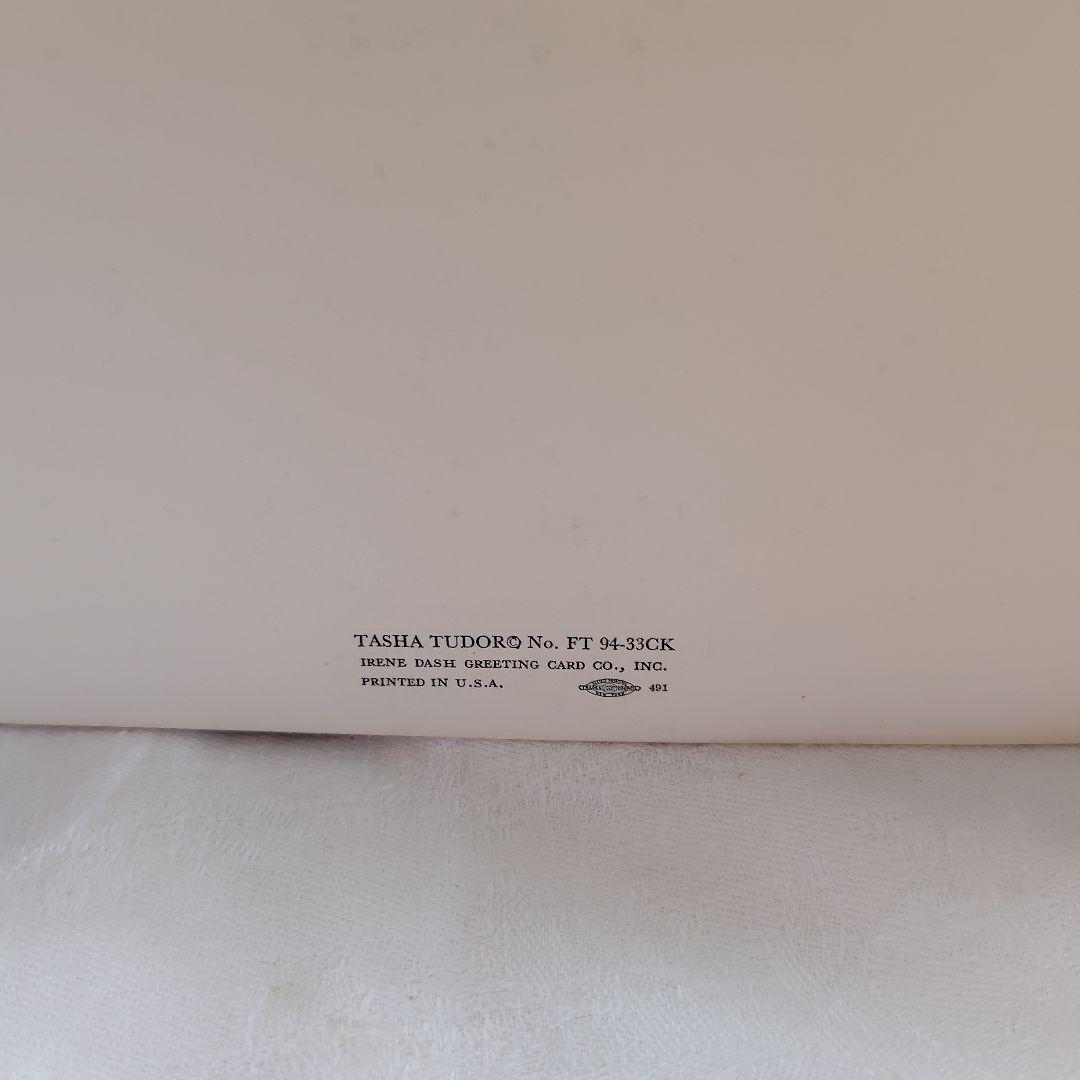 TASHA TUDOR© No. FT 94-33CK
IRENE DASH GREETING CARD CO., INC.
PRINTED IN U.S.A.
491